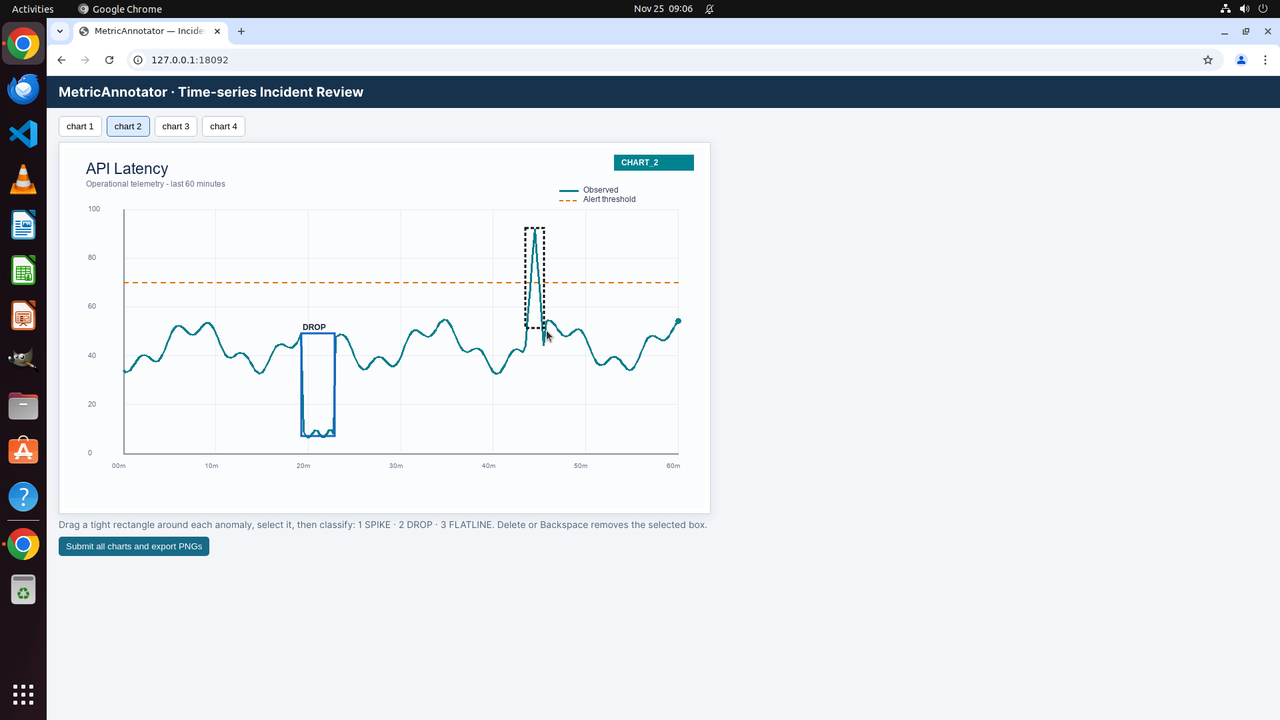 Activities
Google Chrome
Nov 25 09:06
MetricAnnotator — Incide
127.0.0.1:18092
MetricAnnotator · Time-series Incident Review
chart 1
chart 2
chart 3
chart 4
API Latency
Operational telemetry - last 60 minutes
CHART_2
Observed
Alert threshold
100
80
60
40
20
0
DROP
00m
10m
20m
30m
40m
50m
60m
Drag a tight rectangle around each anomaly, select it, then classify: 1 SPIKE · 2 DROP · 3 FLATLINE. Delete or Backspace removes the selected box.
Submit all charts and export PNGs